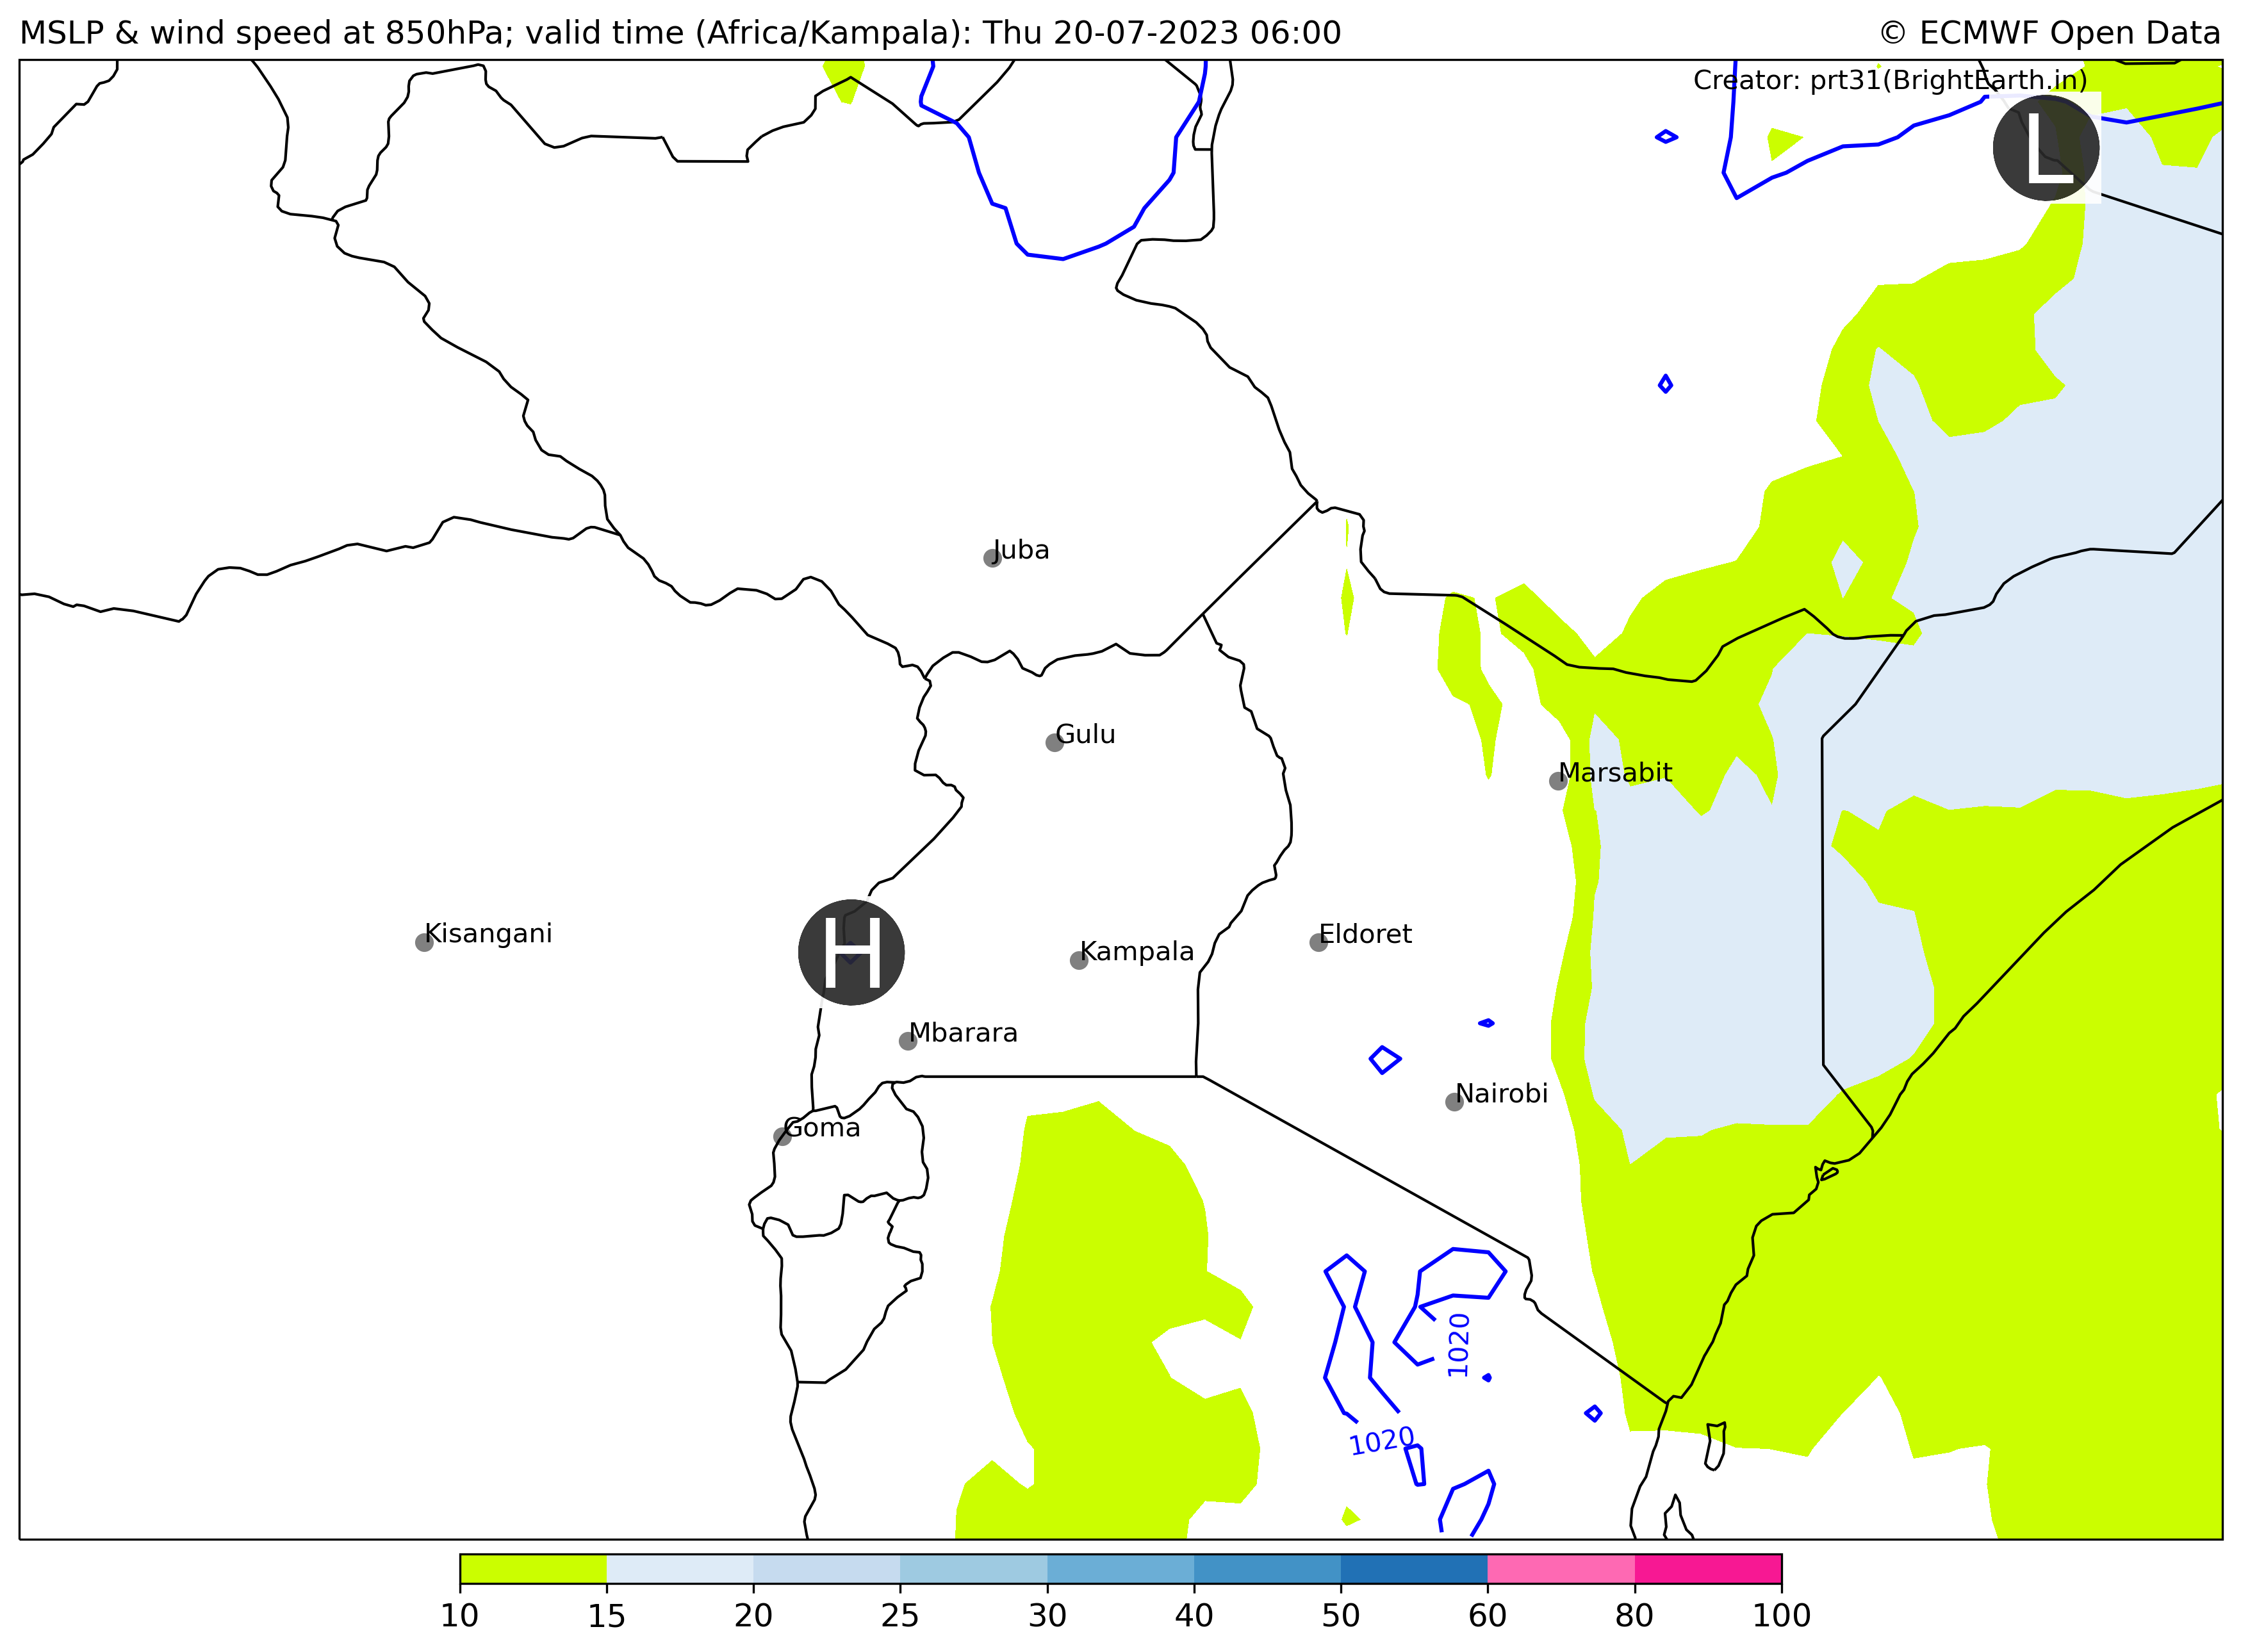 MSLP & wind speed at 850hPa; valid time (Africa/Kampala): Thu 20-07-2023 06:00
© ECMWF Open Data
Creator: prt31(BrightEarth.in)
L
Juba
Gulu
Marsabit
Kisangani
H
Kampala
Eldoret
Mbarara
Nairobi
Goma
1020
1020
10 15 20 25 30 40 50 60 80 100